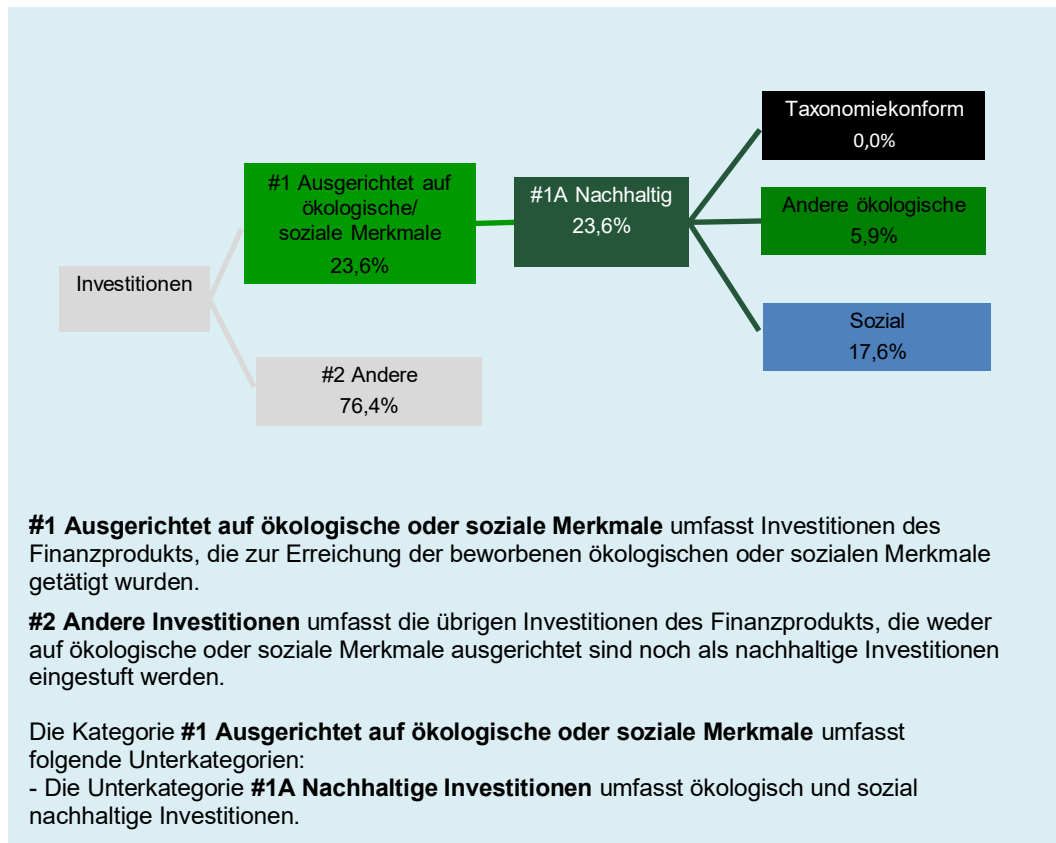 Taxonomiekonform
0,0%
#1 Ausgerichtet auf
ökologische/
soziale Merkmale
23,6%
#1A Nachhaltig
23,6%
Andere ökologische
5,9%
Investitionen
Sozial
17,6%
#2 Andere
76,4%
#1 Ausgerichtet auf ökologische oder soziale Merkmale umfasst Investitionen des
Finanzprodukts, die zur Erreichung der beworbenen ökologischen oder sozialen Merkmale
getätigt wurden.
#2 Andere Investitionen umfasst die übrigen Investitionen des Finanzprodukts, die weder
auf ökologische oder soziale Merkmale ausgerichtet sind noch als nachhaltige Investitionen
eingestuft werden.
Die Kategorie #1 Ausgerichtet auf ökologische oder soziale Merkmale umfasst
folgende Unterkategorien:
- Die Unterkategorie #1A Nachhaltige Investitionen umfasst ökologisch und sozial
nachhaltige Investitionen.